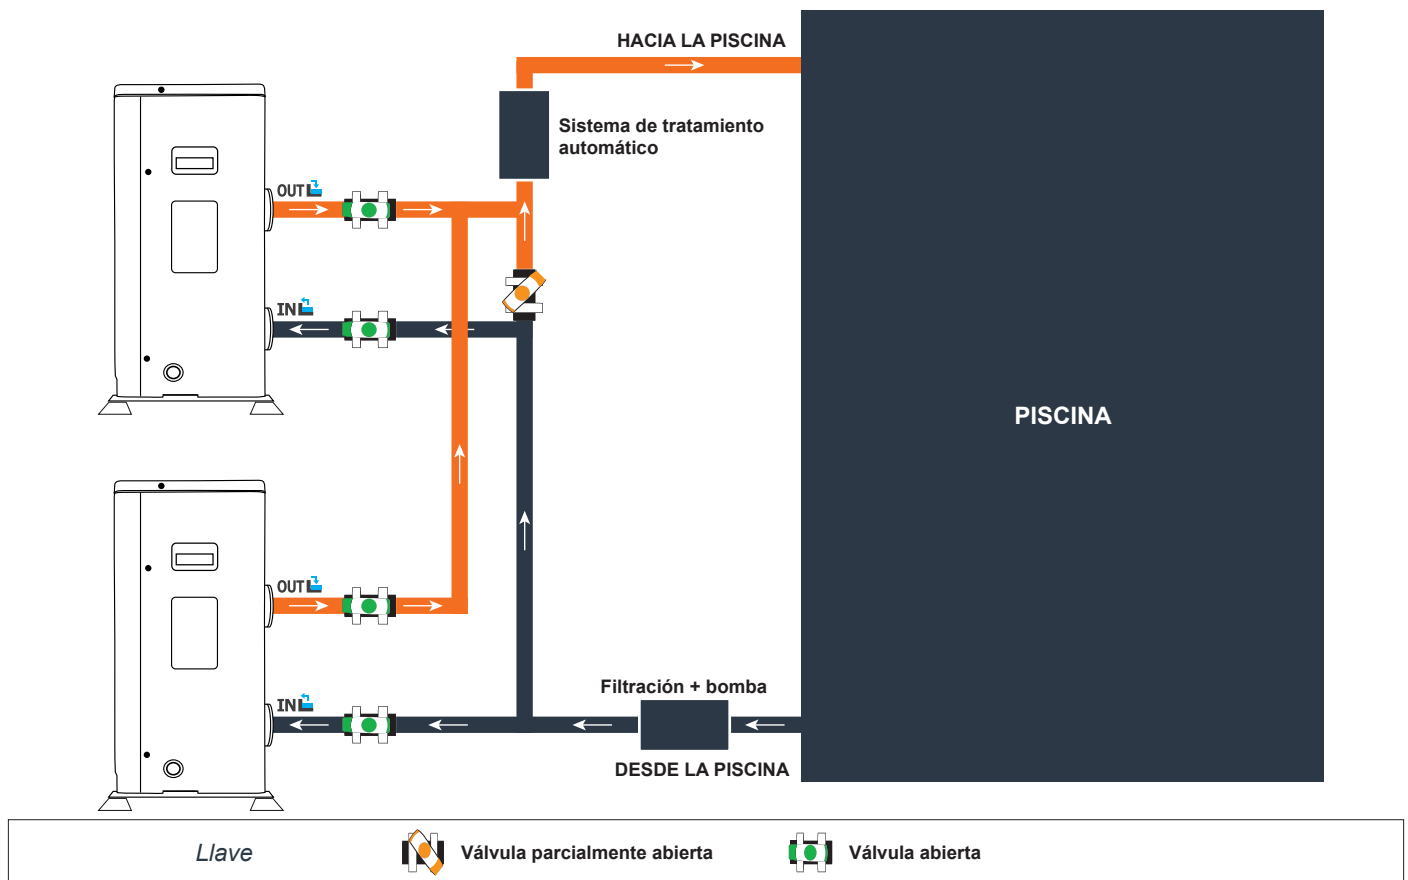 HACIA LA PISCINA
Sistema de tratamiento
automático
OUT
IN
PISCINA
OUT
IN
Filtración + bomba
DESDE LA PISCINA
Llave
Válvula parcialmente abierta
Válvula abierta